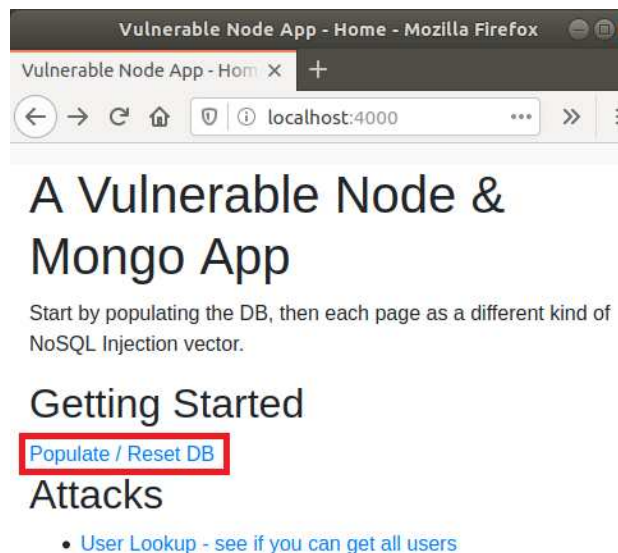 Vulnerable Node App - Home - Mozilla Firefox
Vulnerable Node App - Hom
localhost:4000
A Vulnerable Node &
Mongo App
Start by populating the DB, then each page as a different kind of
NoSQL Injection vector.
Getting Started
Populate / Reset DB
Attacks
• User Lookup - see if you can get all users